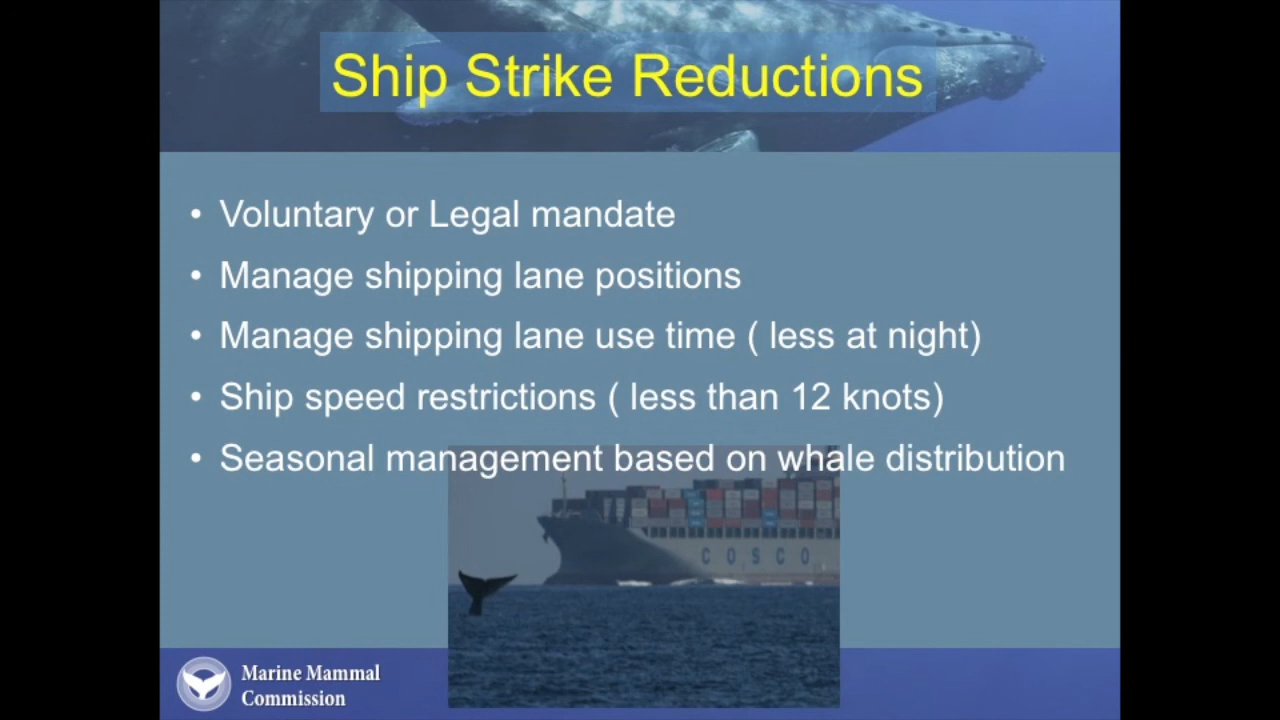 Ship Strike Reductions
• Voluntary or Legal mandate
• Manage shipping lane positions
• Manage shipping lane use time ( less at night)
• Ship speed restrictions ( less than 12 knots)
• Seasonal management based on whale distribution
COSCO
Marine Mammal
Commission